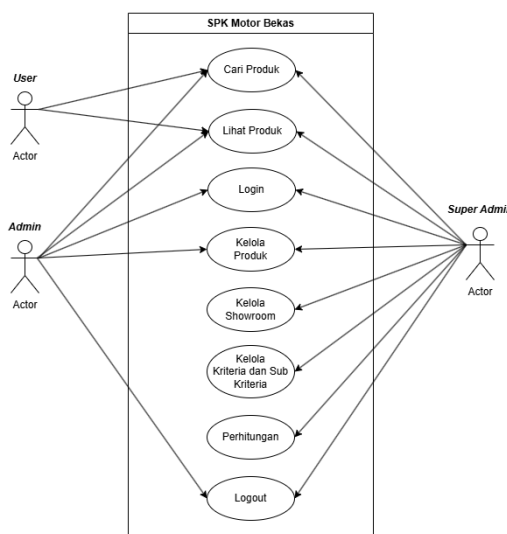 SPK Motor Bekas
User
Actor
Cari Produk
Lihat Produk
Login
Admin
Actor
Kelola
Produk
Super Admi
Actor
Kelola
Showroom
Kelola
Kriteria dan Sub
Kriteria
Perhitungan
Logout